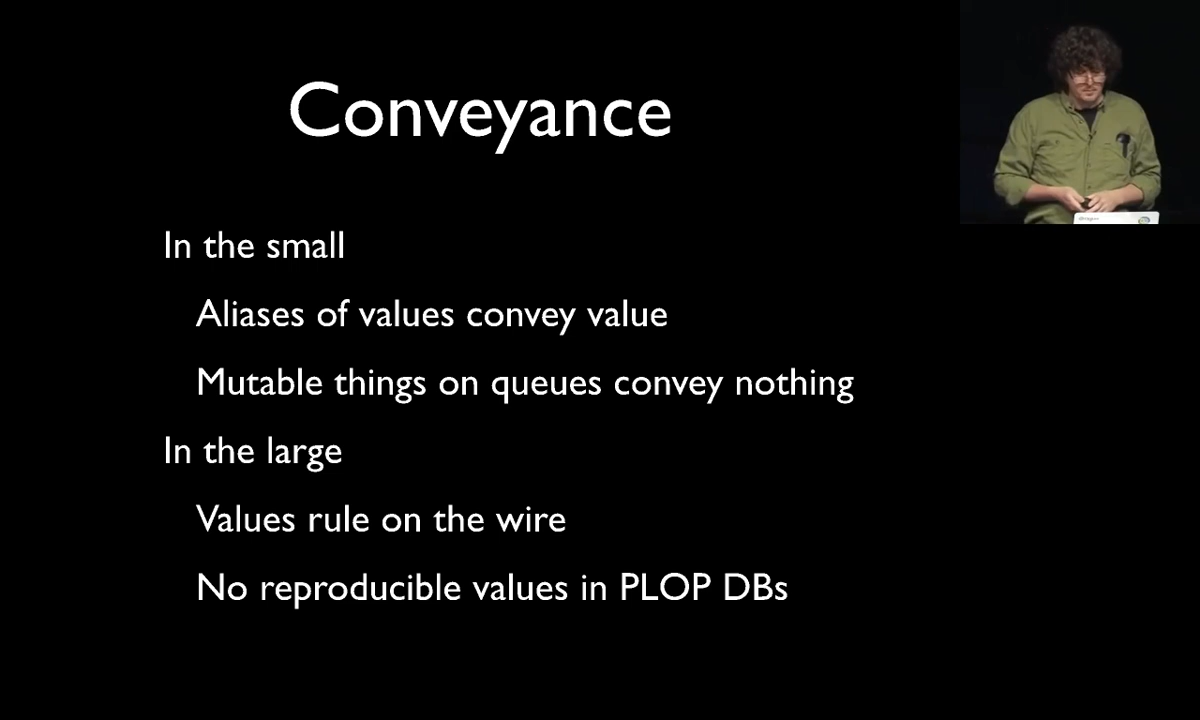 Conveyance
In the small
Aliases of values convey value
Mutable things on queues convey nothing
In the large
Values rule on the wire
No reproducible values in PLOP DBs